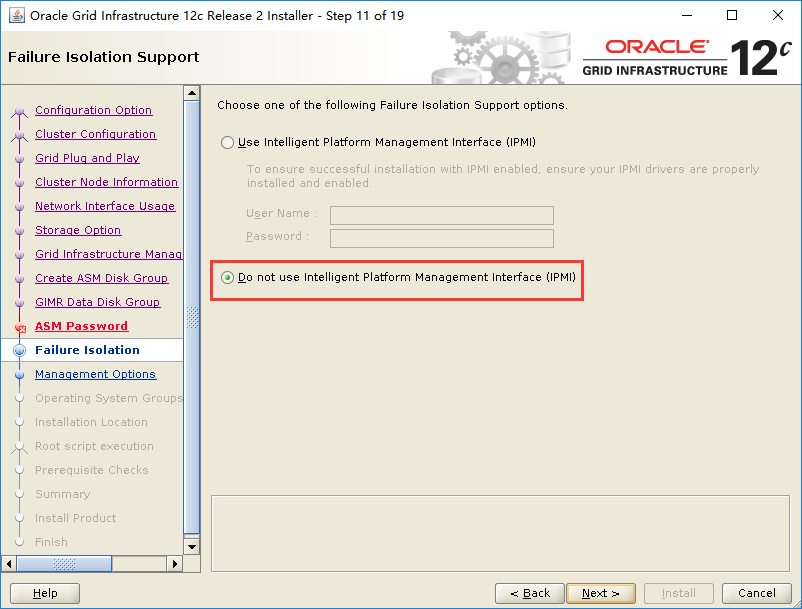 Oracle Grid Infrastructure 12c Release 2 Installer - Step 11 of 19
Failure Isolation Support
ORACLE
GRID INFRASTRUCTURE
12c
Configuration Option
Cluster Configuration
Grid Plug and Play
Cluster Node Information
Network Interface Usage
Storage Option
Grid Infrastructure Manag
Create ASM Disk Group
GIMR Data Disk Group
ASM Password
Failure Isolation
Management Options
Operating System Groups
Installation Location
Root script execution
Prerequisite Checks
Summary
Install Product
Finish
Choose one of the following Failure Isolation Support options.
Use Intelligent Platform Management Interface (IPMI)
To ensure successful installation with IPMI enabled, ensure your IPMI drivers are properly
installed and enabled.
User Name :
Password :
Do not use Intelligent Platform Management Interface (IPMI)
Help
< Back
Next >
Install
Cancel